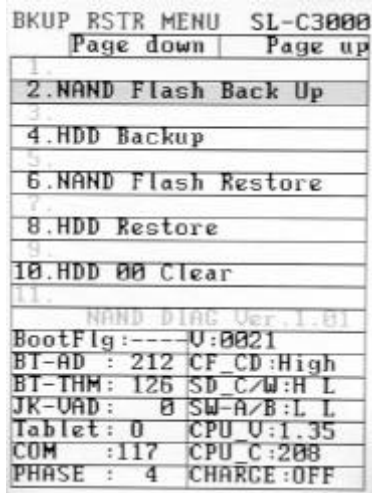 BKUP RSTR MENU SL-C3000
Page down Page up
1.
2.NAND Flash Back Up
3.
4.HDD Backup
5.
6.NAND Flash Restore
7.
8.HDD Restore
9.
10.HDD 00 Clear
11.
NAND DIAG Ver.1.01
BootFlg:----V:0021
BT-AD : 212 CF_CD:High
BT-THM: 126 SD_C/W:H L
JK-VAD: 0 SW-A/B:L L
Tablet: 0 CPU_V:1.35
COM :117 CPU_C:208
PHASE : 4 CHARGE:OFF